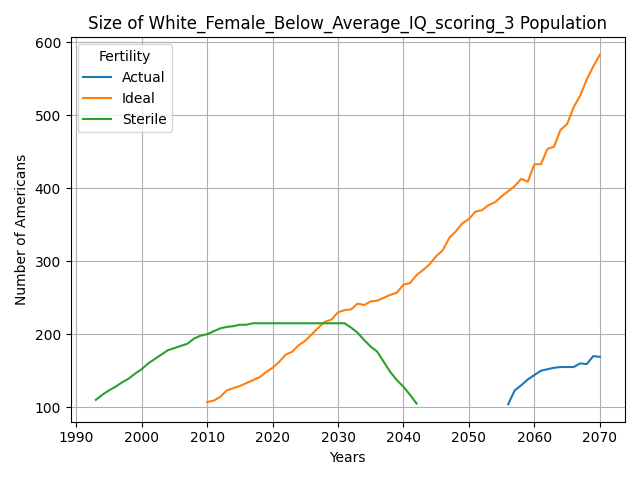 Size of White_Female_Below_Average_IQ_scoring_3 Population
Fertility
Actual
Ideal
Sterile
Number of Americans
600
500
400
300
200
100
1990 2000 2010 2020 2030 2040 2050 2060 2070
Years